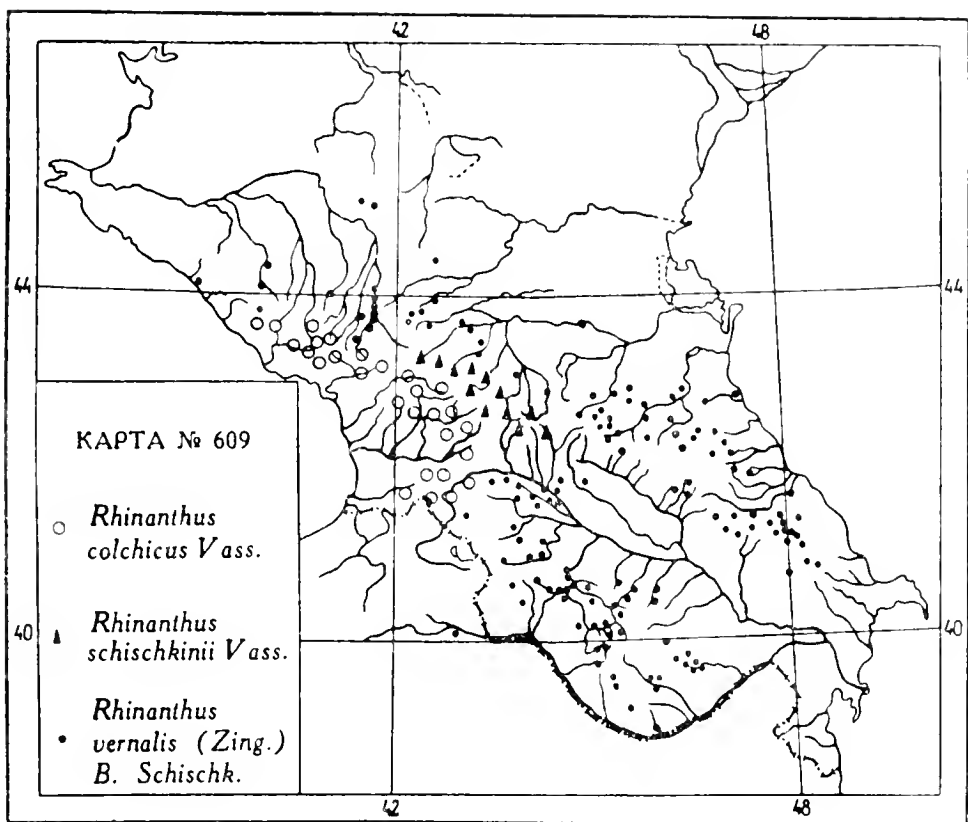 42 48
44 44
КАРТА № 609
Rhinanthus
colchicus Vass.
Rhinanthus
schischkinii Vass.
Rhinanthus
vernalis (Zing.)
B. Schischk.
40 40
42 48